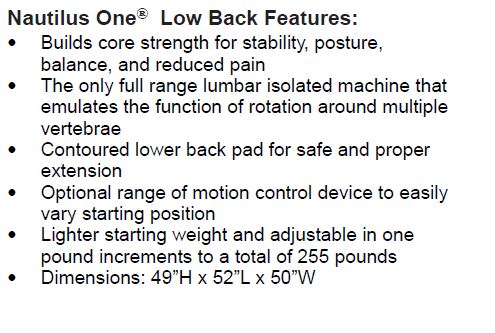 Nautilus One® Low Back Features:
• Builds core strength for stability, posture,
balance, and reduced pain
• The only full range lumbar isolated machine that
emulates the function of rotation around multiple
vertebrae
• Contoured lower back pad for safe and proper
extension
• Optional range of motion control device to easily
vary starting position
• Lighter starting weight and adjustable in one
pound increments to a total of 255 pounds
• Dimensions: 49”H x 52”L x 50”W